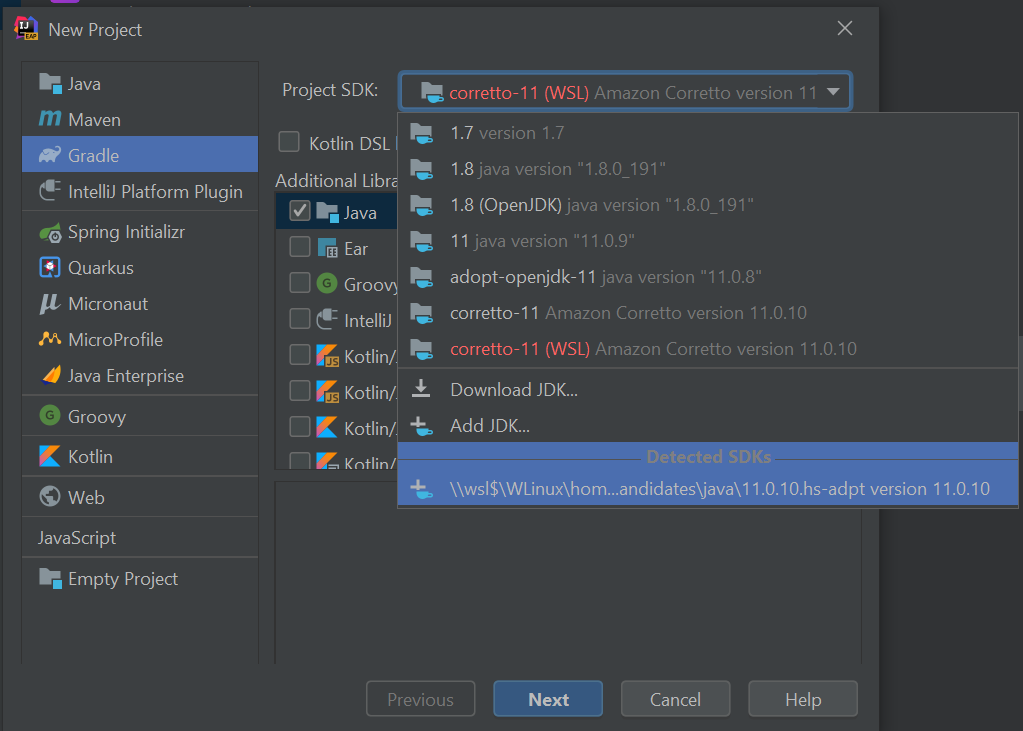 IJ
EAP
New Project
Java
Maven
Gradle
IntelliJ Platform Plugin
Spring Initializr
Quarkus
Micronaut
MicroProfile
Java Enterprise
Groovy
Kotlin
Web
JavaScript
Empty Project
Project SDK:
corretto-11 (WSL) Amazon Corretto version 11
Kotlin DSL
Additional Libra
Java
Ear
Groovy
IntelliJ
Kotlin/
Kotlin/
Kotlin/
Kotlin/
1.7 version 1.7
1.8 java version "1.8.0_191"
1.8 (OpenJDK) java version "1.8.0_191"
11 java version "11.0.9"
adopt-openjdk-11 java version "11.0.8"
corretto-11 Amazon Corretto version 11.0.10
corretto-11 (WSL) Amazon Corretto version 11.0.10
Download JDK...
Add JDK...
Detected SDKs
\\wsl$\WLinux\hom...andidates\java\11.0.10.hs-adpt version 11.0.10
Previous
Next
Cancel
Help